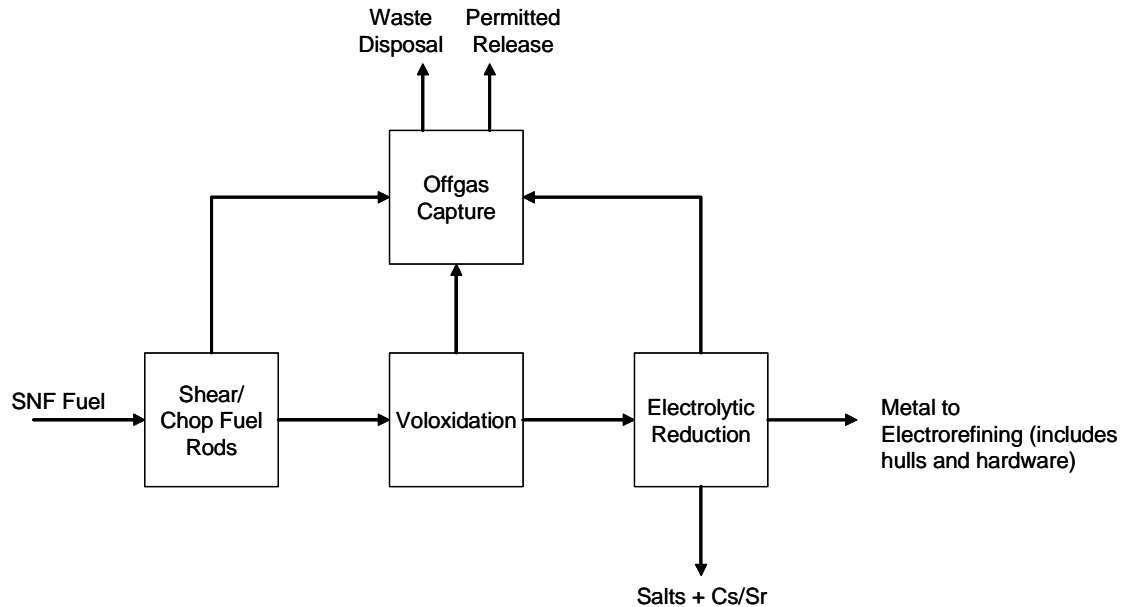 Waste
Disposal
Permitted
Release
Offgas
Capture
SNF Fuel
Shear/
Chop Fuel
Rods
Voloxidation
Electrolytic
Reduction
Metal to
Electrorefining (includes
hulls and hardware)
Salts + Cs/Sr